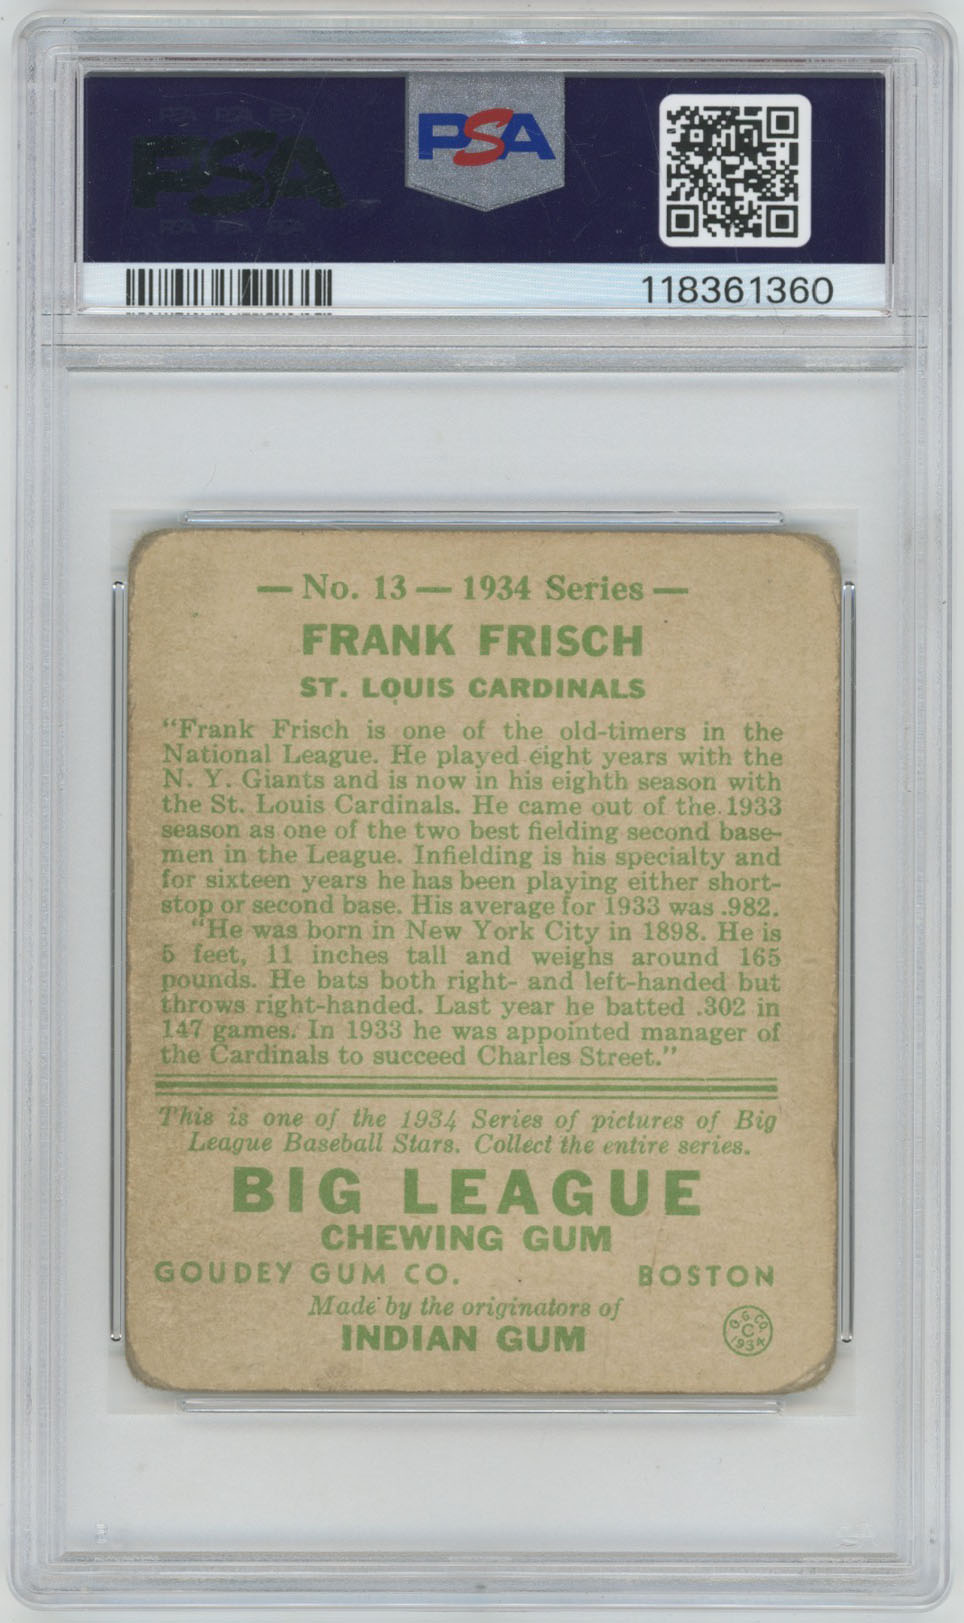 PSA PSA PSA
PSA
PSA PSA PSA
PSA
118361360
— No. 13 — 1934 Series —
FRANK FRISCH
ST. LOUIS CARDINALS
"Frank Frisch is one of the old-timers in the
National League. He played eight years with the
N. Y. Giants and is now in his eighth season with
the St. Louis Cardinals. He came out of the 1933
season as one of the two best fielding second base-
men in the League. Infielding is his specialty and
for sixteen years he has been playing either short-
stop or second base. His average for 1933 was .982.
"He was born in New York City in 1898. He is
5 feet, 11 inches tall and weighs around 165
pounds. He bats both right- and left-handed but
throws right-handed. Last year he batted .302 in
147 games. In 1933 he was appointed manager of
the Cardinals to succeed Charles Street."
This is one of the 1934 Series of pictures of Big
League Baseball Stars. Collect the entire series.
BIG LEAGUE
CHEWING GUM
GOUDEY GUM CO. BOSTON
Made by the originators of
INDIAN GUM
O.G.CO.
C
1934